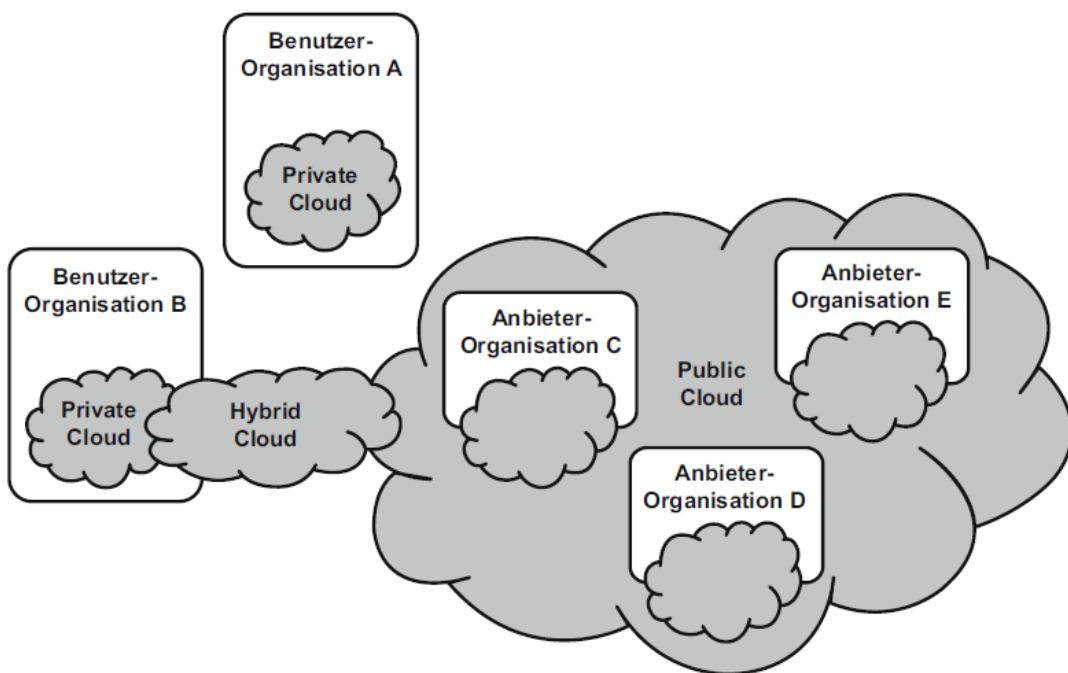 Benutzer-
Organisation A
Private
Cloud
Benutzer-
Organisation B
Private
Cloud
Hybrid
Cloud
Anbieter-
Organisation C
Public
Cloud
Anbieter-
Organisation E
Anbieter-
Organisation D